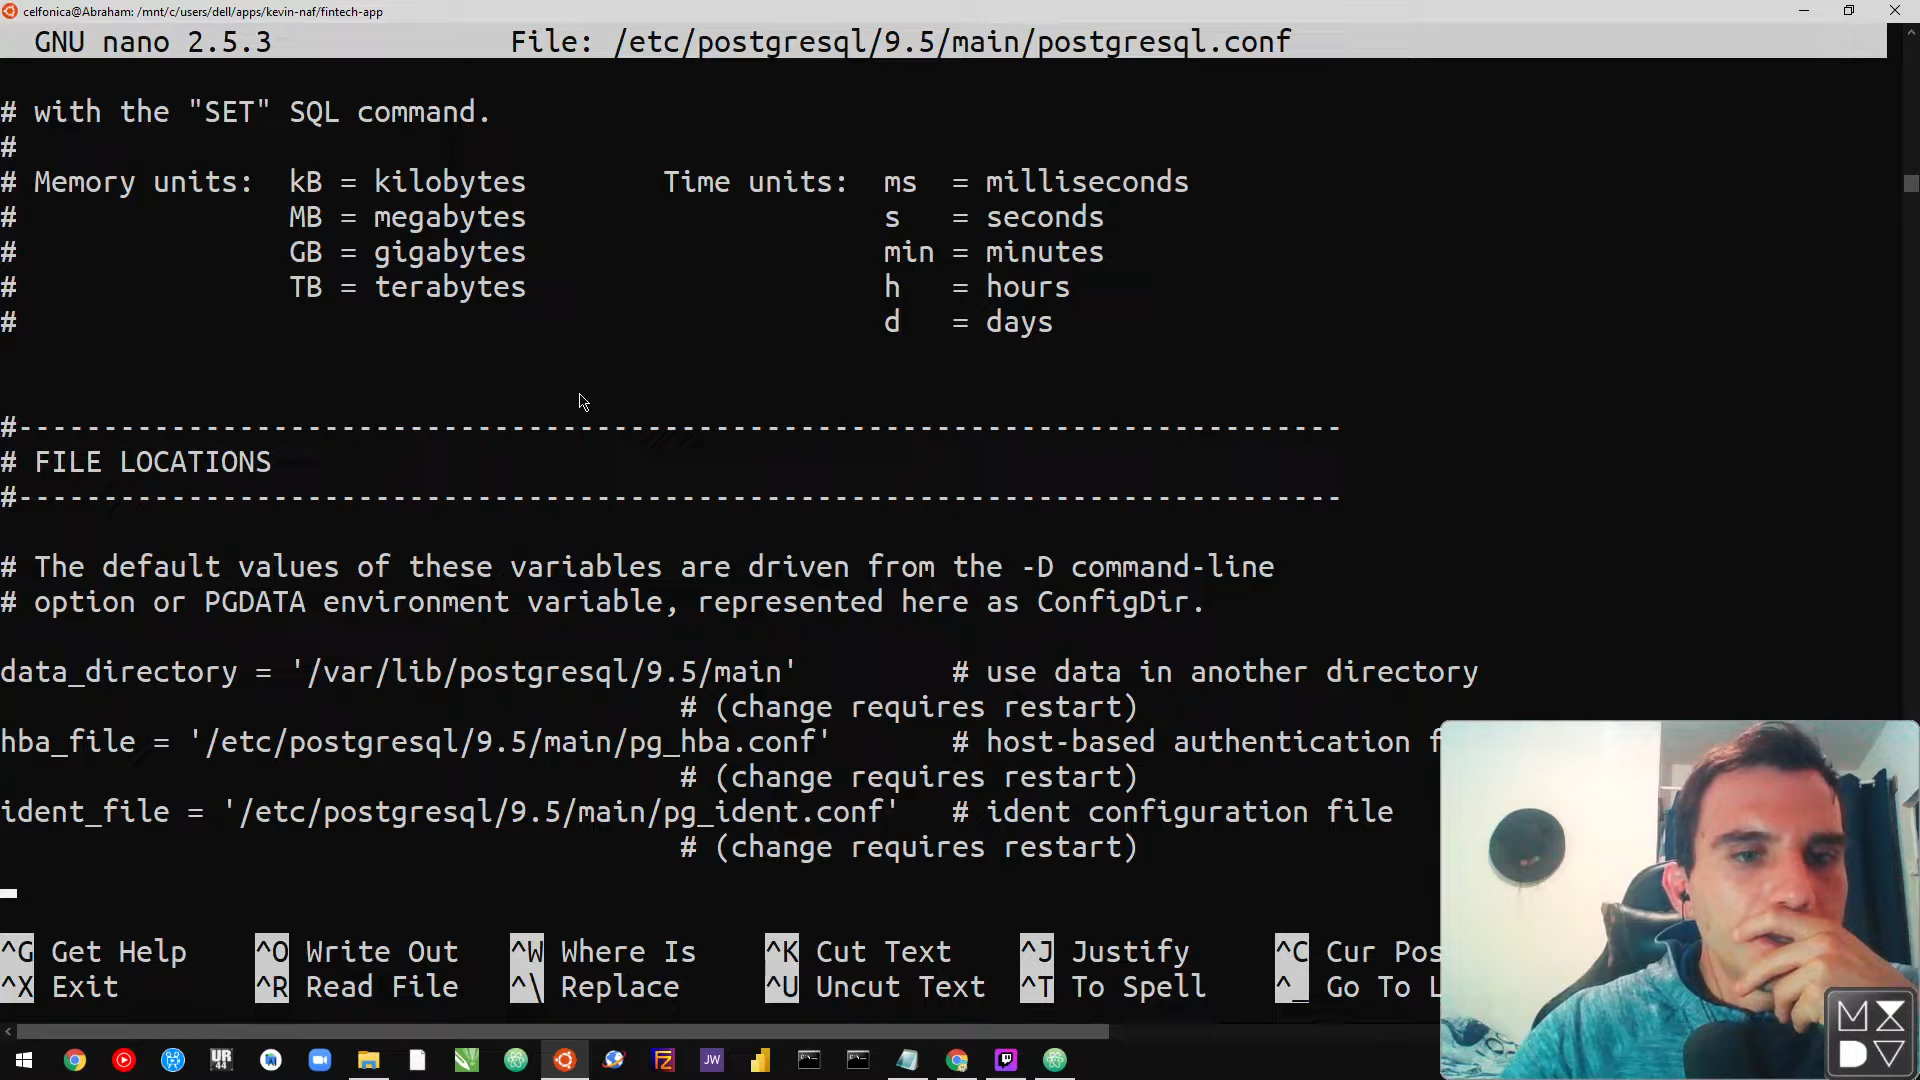 celfonica@Abraham: /mnt/c/users/dell/apps/kevin-naf/fintech-app
GNU nano 2.5.3 File: /etc/postgresql/9.5/main/postgresql.conf
# with the "SET" SQL command.
#
# Memory units: kB = kilobytes Time units: ms = milliseconds
# MB = megabytes s = seconds
# GB = gigabytes min = minutes
# TB = terabytes h = hours
# d = days
#------------------------------------------------------------------------------
# FILE LOCATIONS
#------------------------------------------------------------------------------
# The default values of these variables are driven from the -D command-line
# option or PGDATA environment variable, represented here as ConfigDir.
data_directory = '/var/lib/postgresql/9.5/main' # use data in another directory
# (change requires restart)
hba_file = '/etc/postgresql/9.5/main/pg_hba.conf' # host-based authentication f
# (change requires restart)
ident_file = '/etc/postgresql/9.5/main/pg_ident.conf' # ident configuration file
# (change requires restart)
^G Get Help ^O Write Out ^W Where Is ^K Cut Text ^J Justify ^C Cur Pos
^X Exit ^R Read File ^\ Replace ^U Uncut Text ^T To Spell ^_ Go To L
UR
44
JW